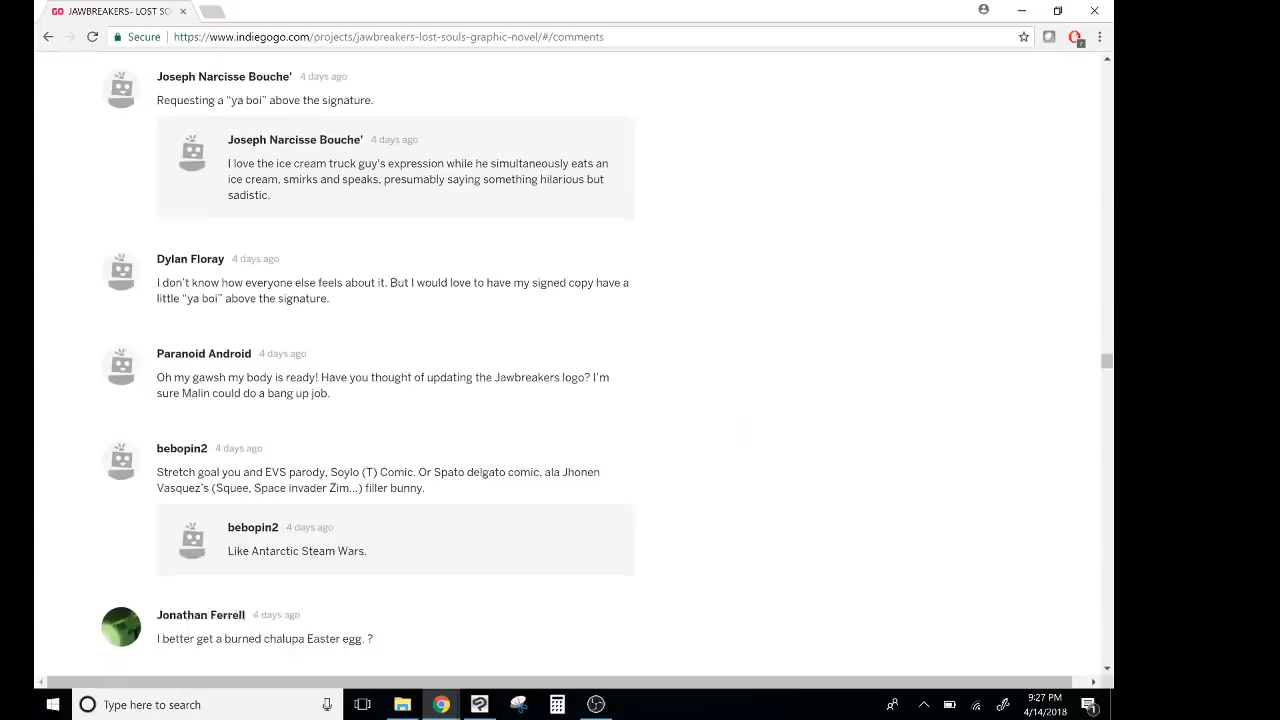 GO JAWBREAKERS- LOST SO
Secure https://www.indiegogo.com/projects/jawbreakers-lost-souls-graphic-novel/#/comments
7
Joseph Narcisse Bouche' 4 days ago
Requesting a “ya boi” above the signature.
Joseph Narcisse Bouche' 4 days ago
I love the ice cream truck guy's expression while he simultaneously eats an
ice cream, smirks and speaks, presumably saying something hilarious but
sadistic.
Dylan Floray 4 days ago
I don't know how everyone else feels about it. But I would love to have my signed copy have a
little “ya boi” above the signature.
Paranoid Android 4 days ago
Oh my gawsh my body is ready! Have you thought of updating the Jawbreakers logo? I'm
sure Malin could do a bang up job.
bebopin2 4 days ago
Stretch goal you and EVS parody, Soylo (T) Comic. Or Spato delgato comic, ala Jhonen
Vasquez's (Squee, Space invader Zim...) filler bunny.
bebopin2 4 days ago
Like Antarctic Steam Wars.
Jonathan Ferrell 4 days ago
I better get a burned chalupa Easter egg. ?
Type here to search
9:27 PM
4/14/2018
1